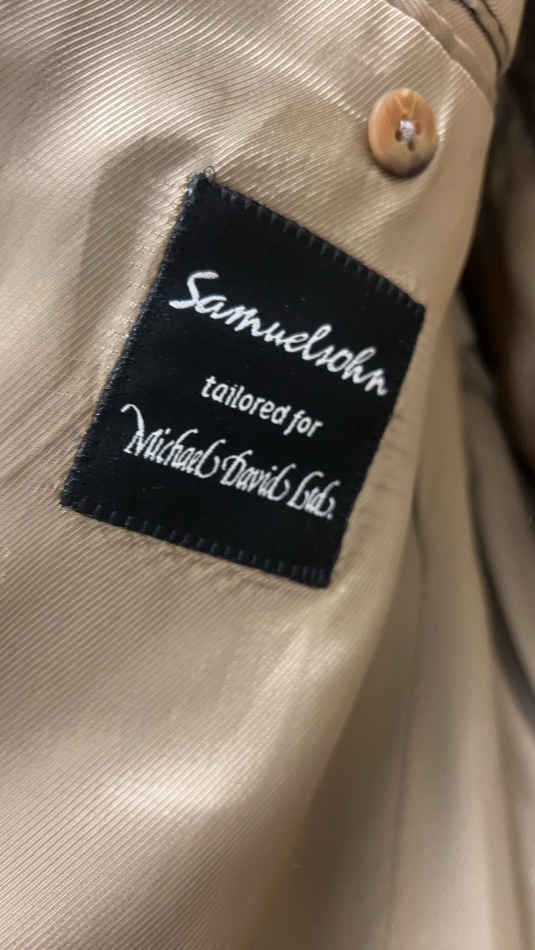 Samuelsohn
tailored for
Michael David Ltd.